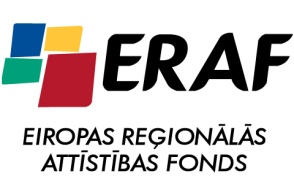 ERAF
EIROPAS REĢIONĀLĀS
ATTĪSTĪBAS FONDS